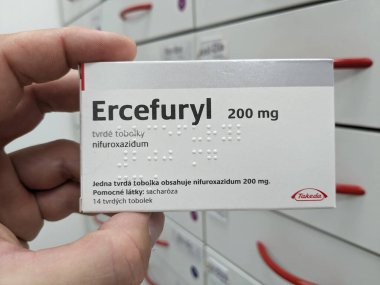 Ercefuryl 200 mg
tvrdé tobolky
nifuroxazidum
Jedna tvrdá tobolka obsahuje nifuroxazidum 200 mg.
Pomocné látky: sacharóza
14 tvrdých tobolek
Takeda